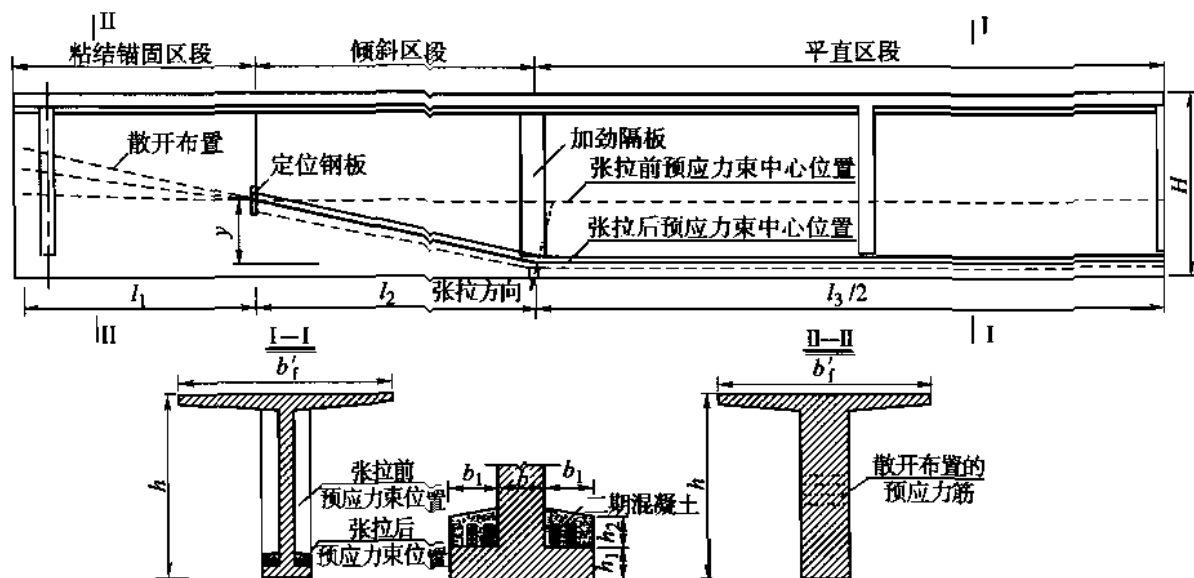 II
I
粘结锚固区段
倾斜区段
平直区段
散开布置
定位钢板
加劲隔板
张拉前预应力束中心位置
张拉后预应力束中心位置
y
H
张拉方向
l₁
l₂
l₃/2
II
I
I—I
II—II
b′f
b′f
h
张拉前
预应力束位置
张拉后
预应力束位置
b₁
b
b₁
二期混凝土
h₂
h₁
h
散开布置的
预应力筋